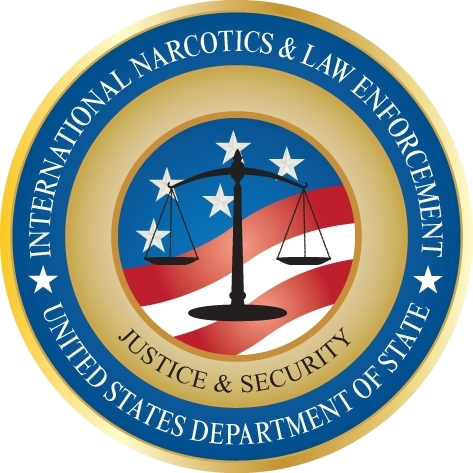 INTERNATIONAL NARCOTICS & LAW ENFORCEMENT
JUSTICE & SECURITY
UNITED STATES DEPARTMENT OF STATE